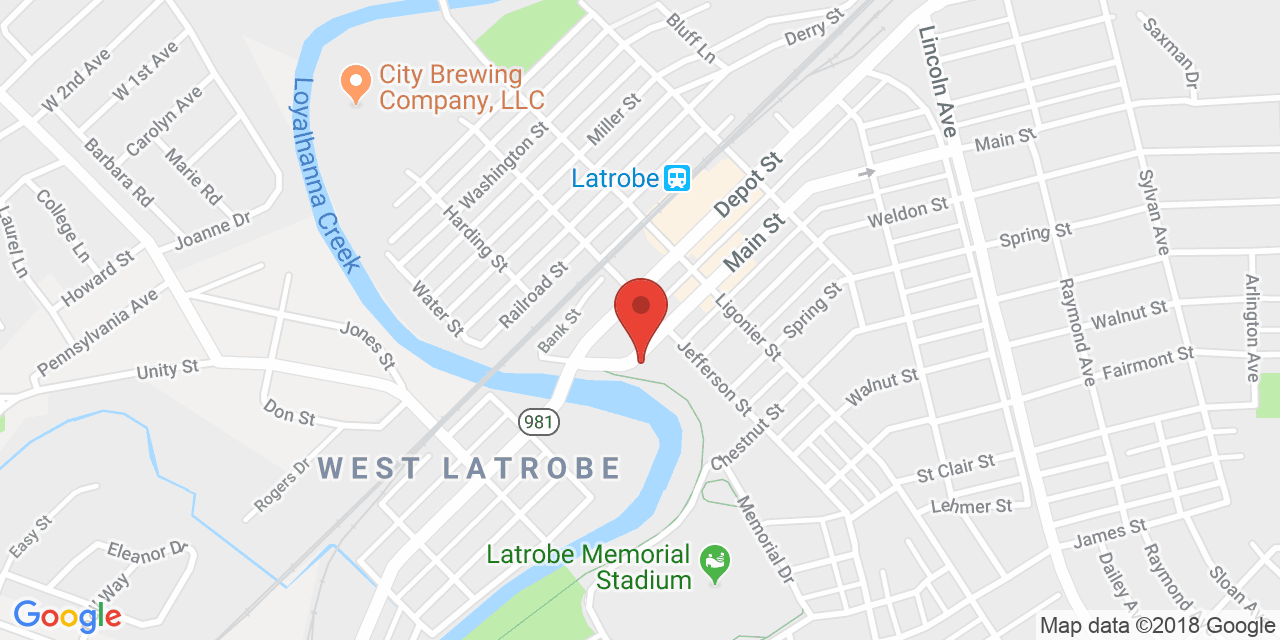 Bluff Ln
Derry St
Saxman Dr
Lincoln Ave
W 2nd Ave
W 1st Ave
City Brewing
Company, LLC
Carolyn Ave
Miller St
Loyalhanna Creek
Main St
Barbara Rd
Marie Rd
W Washington St
Latrobe
Depot St
Sylvan Ave
College Ln
Laurel Ln
Joanne Dr
Harding St
Main St
Weldon St
Spring St
Howard St
Railroad St
Water St
Bank St
Ligonier St
Spring St
Raymond Ave
Walnut St
Arlington Ave
Pennsylvania Ave
Jones St
Unity St
Jefferson St
Walnut St
Fairmont St
Don St
981
Chestnut St
WEST LATROBE
Rogers Dr
St Clair St
Lehmer St
Memorial Dr
James St
Easy St
Eleanor Dr
Latrobe Memorial
Stadium
Dailey A
Raymond A
Sloan Ave
Way
Google
Map data ©2018 Google